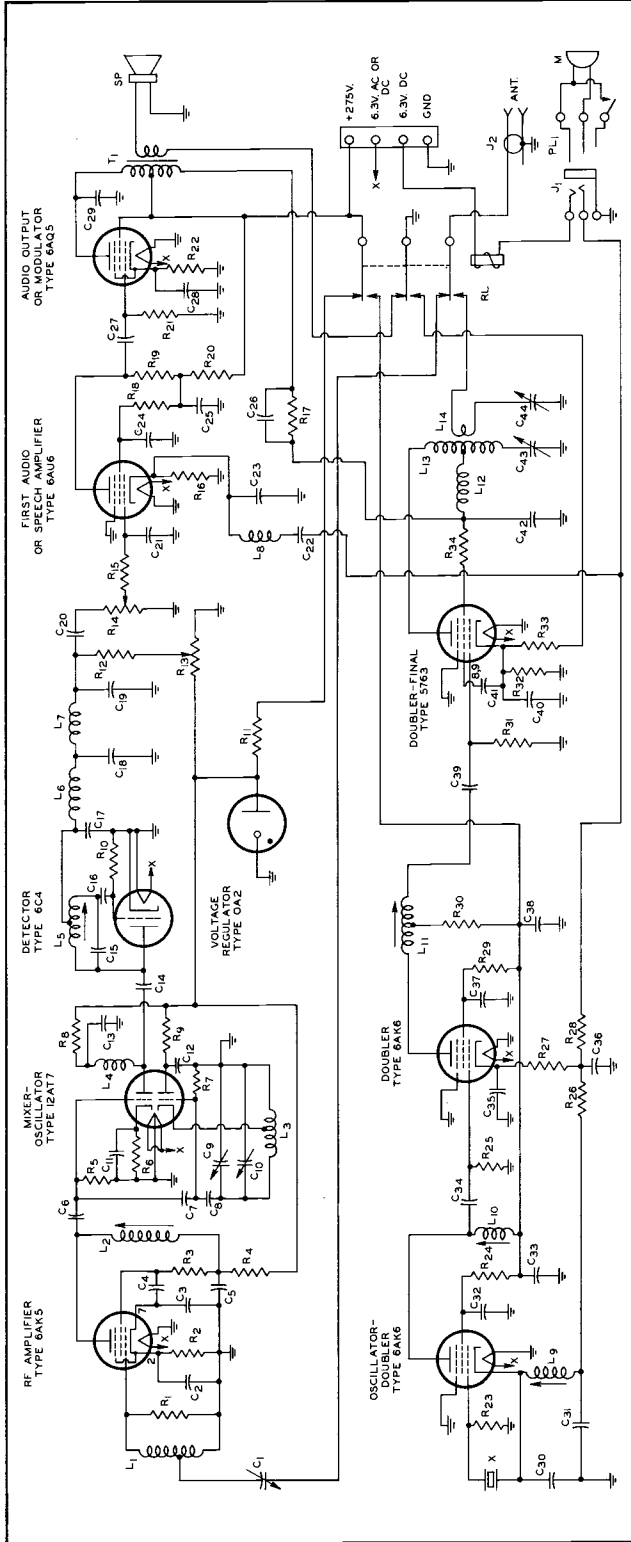 RF AMPLIFIER
TYPE 6AK5
MIXER-
OSCILLATOR
TYPE 12AT7
DETECTOR
TYPE 6C4
FIRST AUDIO
OR SPEECH AMPLIFIER
TYPE 6AU6
AUDIO OUTPUT
OR MODULATOR
TYPE 6AQ5
L1
R1
C1
C2
2
R2
X
7
C3
C4
R3
C5
R4
L2
C6
R5
C11
R6
X
C7
C8
C9
C10
L3
R7
C12
R9
L4
C13
R8
C14
C15
L5
C16
R10
X
C17
L6
C18
L7
C19
R12
R13
C20
R14
R15
C21
X
R16
C24
R18
C25
R19
R20
L8
C23
C22
C27
R21
C28
R22
X
C29
T1
SP
C26
R17
VOLTAGE
REGULATOR
TYPE OA2
R11
+275V.
6.3V. AC OR
DC
6.3V. DC
GND
X
RL
J2
ANT.
J1
PL1
M
OSCILLATOR-
DOUBLER
TYPE 6AK6
X
R23
C30
C31
L9
X
C32
R24
C33
L10
C34
DOUBLER
TYPE 6AK6
R25
C35
X
R27
R26
R28
C36
C37
R29
R30
C38
L11
C39
DOUBLER-FINAL
TYPE 5763
R31
8,9
C41
C40
R32
X
R33
R34
C42
L12
L13
L14
C43
C44